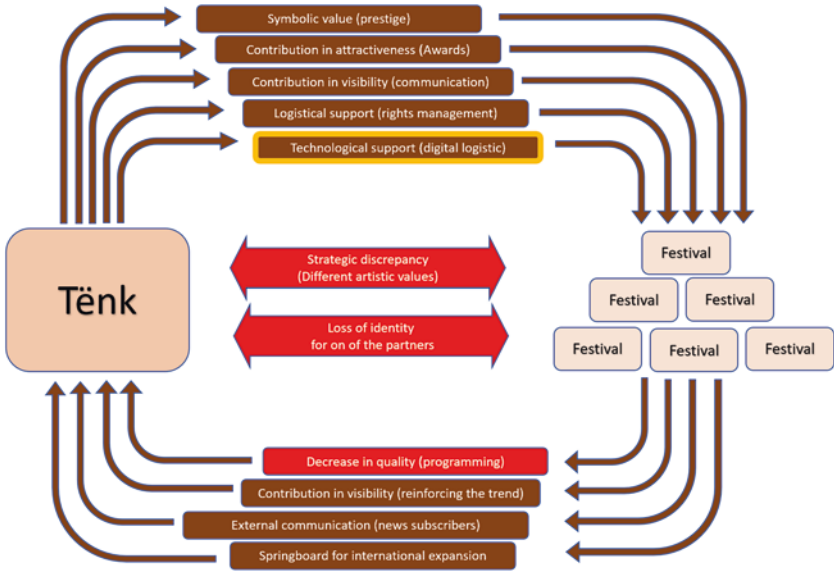 Symbolic value (prestige)
Contribution in attractiveness (Awards)
Contribution in visibility (communication)
Logistical support (rights management)
Technological support (digital logistic)
Tënk
Strategic discrepancy
(Different artistic values)
Loss of identity
for on of the partners
Festival
Festival
Festival
Festival
Festival
Festival
Decrease in quality (programming)
Contribution in visibility (reinforcing the trend)
External communication (news subscribers)
Springboard for international expansion